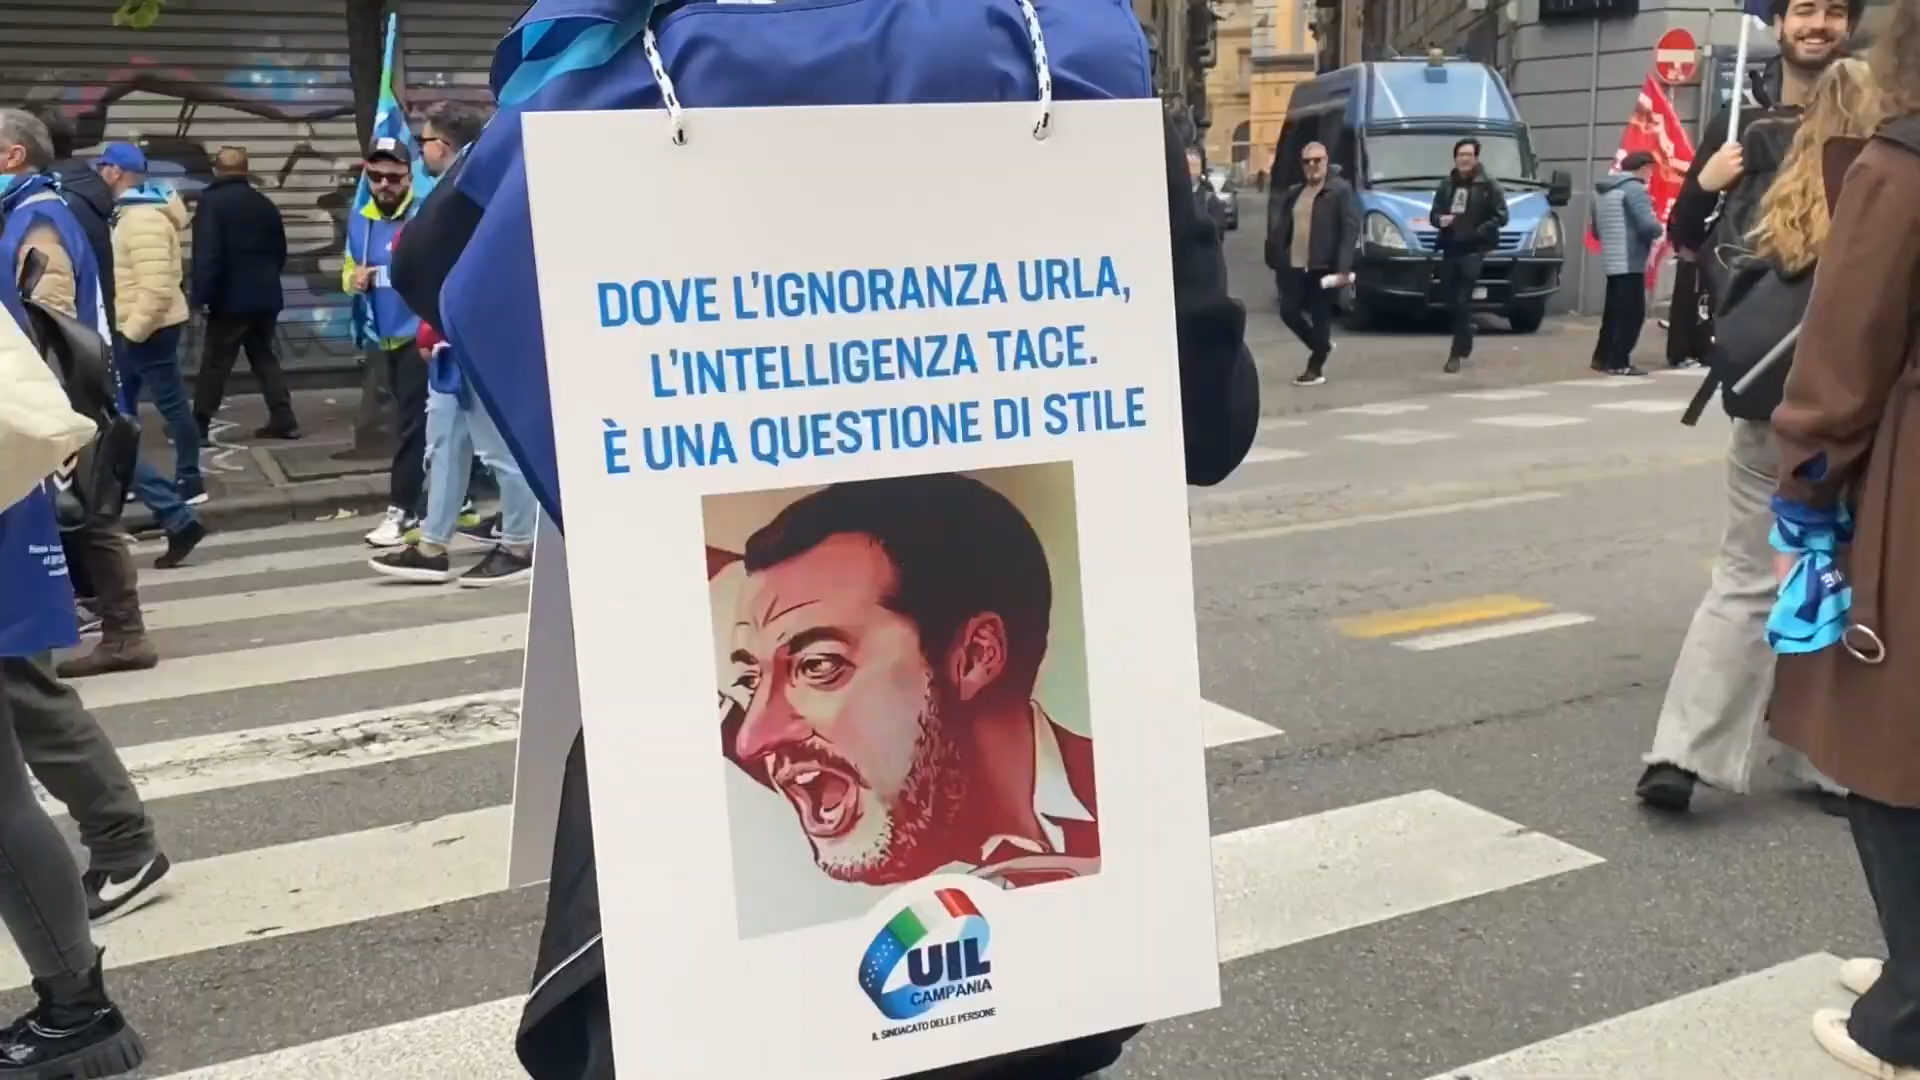 DOVE L'IGNORANZA URLA,
L'INTELLIGENZA TACE.
È UNA QUESTIONE DI STILE
UIL
CAMPANIA
IL SINDACATO DELLE PERSONE